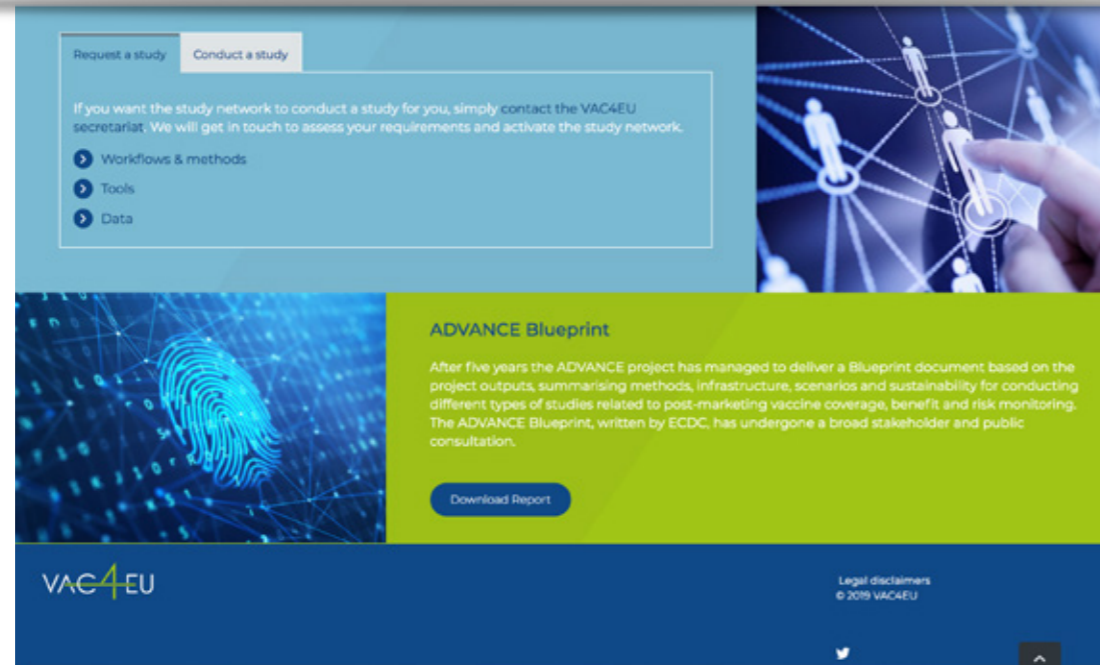 Request a study
Conduct a study
If you want the study network to conduct a study for you, simply contact the VAC4EU
secretariat. We will get in touch to assess your requirements and activate the study network.
Workflows & methods
Tools
Data
ADVANCE Blueprint
After five years the ADVANCE project has managed to deliver a Blueprint document based on the
project outputs, summarising methods, infrastructure, scenarios and sustainability for conducting
different types of studies related to post-marketing vaccine coverage, benefit and risk monitoring.
The ADVANCE Blueprint, written by ECDC, has undergone a broad stakeholder and public
consultation.
Download Report
VAC4EU
Legal disclaimers
© 2019 VAC4EU